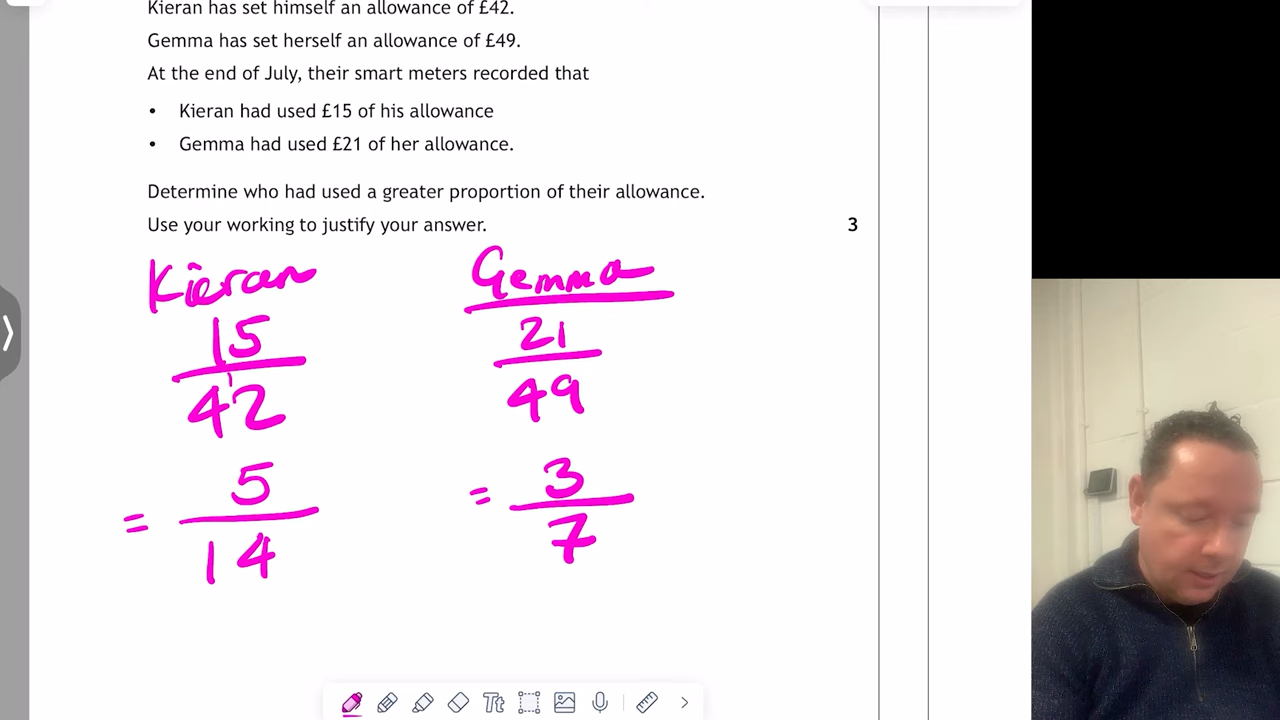 Kieran has set himself an allowance of £42.
Gemma has set herself an allowance of £49.
At the end of July, their smart meters recorded that
• Kieran had used £15 of his allowance
• Gemma had used £21 of her allowance.
Determine who had used a greater proportion of their allowance.
Use your working to justify your answer. 3
Kieran Gemma
15 21
42 49
= 5 = 3
14 7
Tt